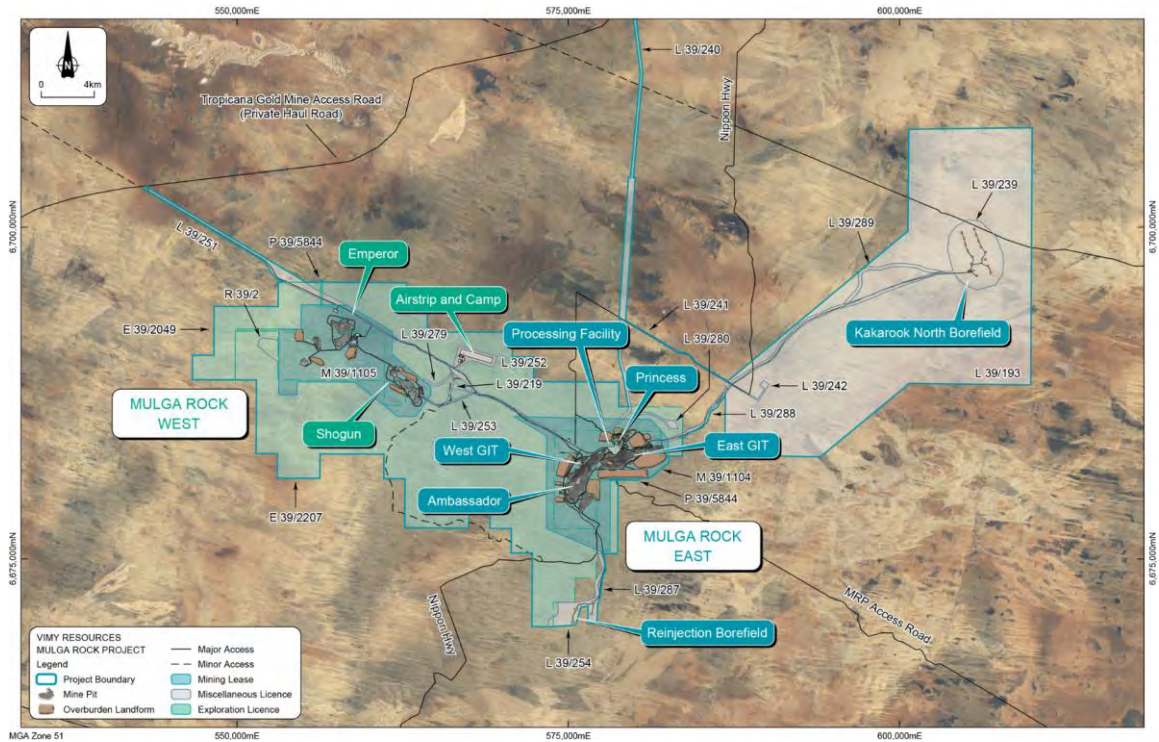 550,000mE
575,000mE
600,000mE
N
0
4km
L 39/240
Tropicana Gold Mine Access Road
(Private Haul Road)
Nippon Hwy
L 39/239
6,700,000mN
6,700,000mN
L 39/251
L 39/289
P 39/5844
Emperor
R 39/2
Airstrip and Camp
L 39/241
E 39/2049
L 39/279
Processing Facility
L 39/280
Kakarook North Borefield
L 39/252
M 39/1105
Princess
L 39/193
L 39/219
L 39/242
MULGA ROCK
WEST
L 39/288
L 39/253
Shogun
West GIT
East GIT
M 39/1104
Ambassador
P 39/5844
E 39/2207
MULGA ROCK
EAST
6,675,000mN
6,675,000mN
Nippon Hwy
L 39/287
MRP Access Road
Reinjection Borefield
L 39/254
VIMY RESOURCES
MULGA ROCK PROJECT
Legend
Project Boundary
Mine Pit
Overburden Landform
Major Access
Minor Access
Mining Lease
Miscellaneous Licence
Exploration Licence
MGA Zone 51
550,000mE
575,000mE
600,000mE